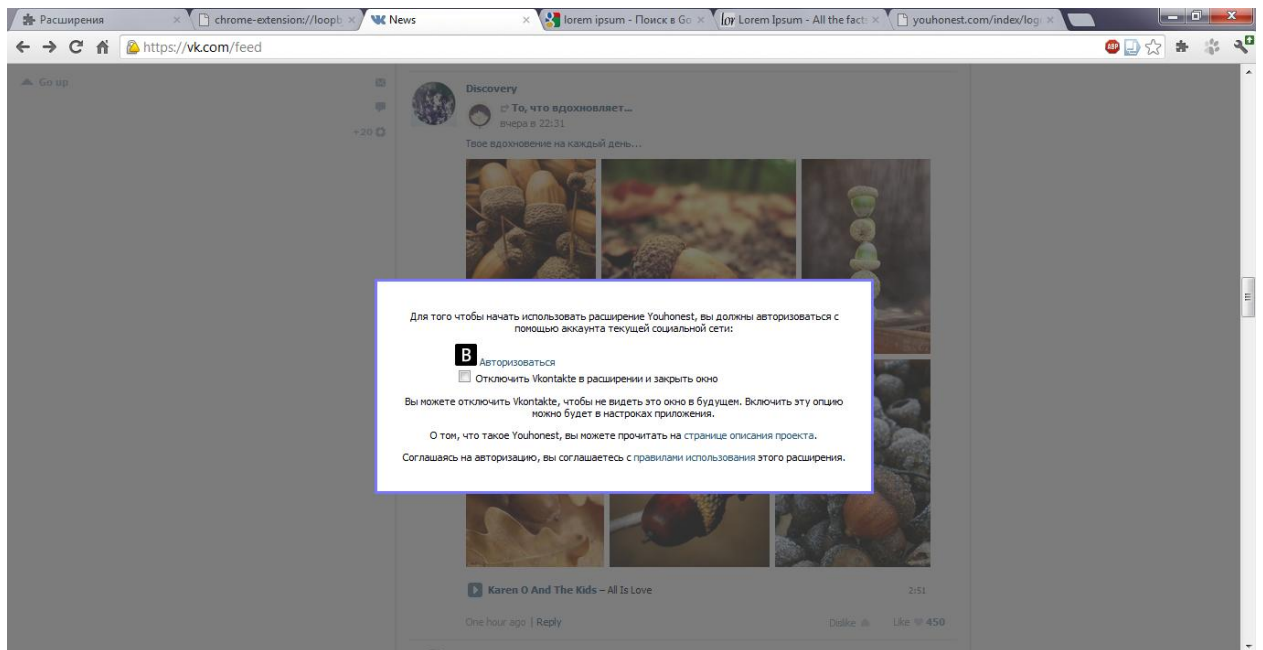 Расширения
chrome-extension://loopb
News
lorem ipsum - Поиск в Go
lor Lorem Ipsum - All the facts
youhonest.com/index/log
https://vk.com/feed
ABP
Go up
+20
Discovery
То, что вдохновляет...
вчера в 22:31
Твое вдохновение на каждый день...
Для того чтобы начать использовать расширение Youhonest, вы должны авторизоваться с
помощью аккаунта текущей социальной сети:
В Авторизоваться
Отключить Vkontakte в расширении и закрыть окно
Вы можете отключить Vkontakte, чтобы не видеть это окно в будущем. Включить эту опцию
можно будет в настроках приложения.
О том, что такое Youhonest, вы можете прочитать на странице описания проекта.
Соглашаясь на авторизацию, вы соглашаетесь с правилами использования этого расширения.
Karen O And The Kids – All Is Love 2:51
One hour ago | Reply Dislike Like 450